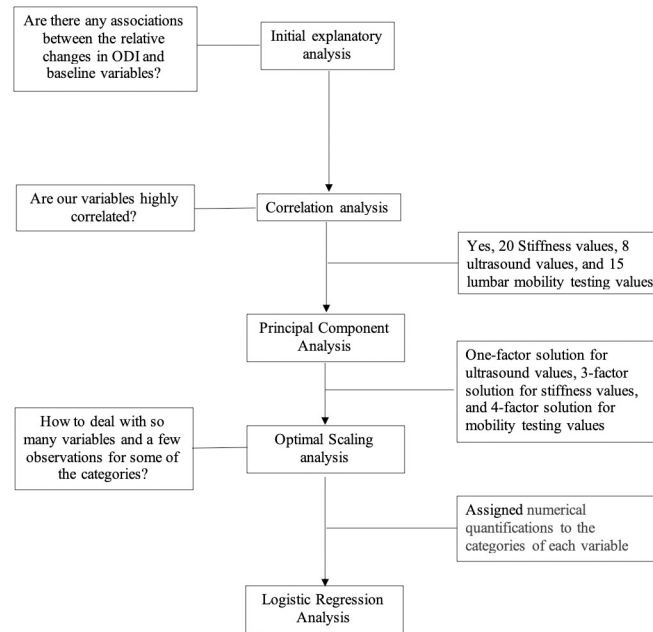 Are there any associations
between the relative
changes in ODI and
baseline variables?
Initial explanatory
analysis
Are our variables highly
correlated?
Correlation analysis
Yes, 20 Stiffness values, 8
ultrasound values, and 15
lumbar mobility testing values
Principal Component
Analysis
One-factor solution for
ultrasound values, 3-factor
solution for stiffness values,
and 4-factor solution for
mobility testing values
How to deal with so
many variables and a few
observations for some of
the categories?
Optimal Scaling
analysis
Assigned numerical
quantifications to the
categories of each variable
Logistic Regression
Analysis